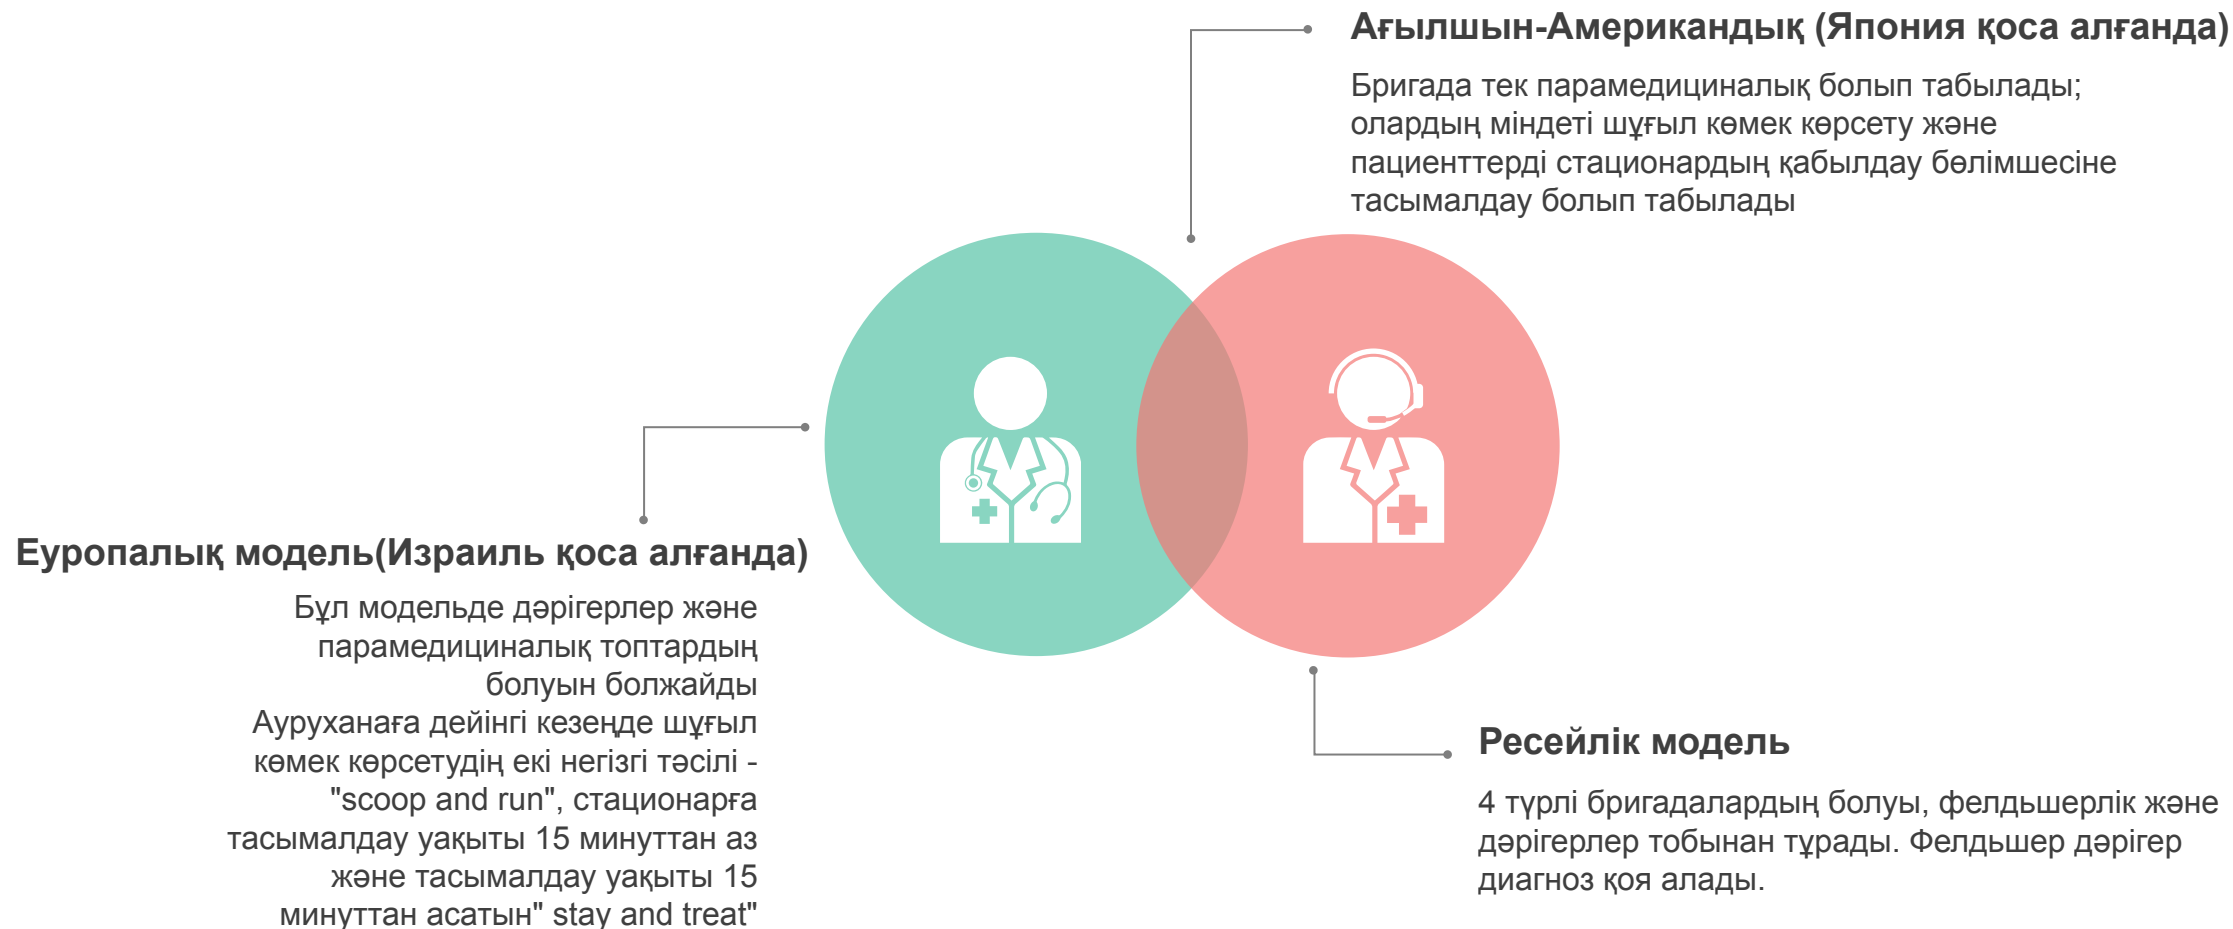 Ағылшын-Американдық (Япония қоса алғанда)
Бригада тек парамедициналық болып табылады;
олардың міндеті шұғыл көмек көрсету және
пациенттерді стационардың қабылдау бөлімшесіне
тасымалдау болып табылады
Еуропалық модель(Израиль қоса алғанда)
Бұл модельде дәрігерлер және
парамедициналық топтардың
болуын болжайды
Ауруханаға дейінгі кезеңде шұғыл
көмек көрсетудің екі негізгі тәсілі -
"scoop and run", стационарға
тасымалдау уақыты 15 минуттан аз
және тасымалдау уақыты 15
минуттан асатын" stay and treat"
Ресейлік модель
4 түрлі бригадалардың болуы, фелдьшерлік және
дәрігерлер тобынан тұрады. Фелдьшер дәрігер
диагноз қоя алады.